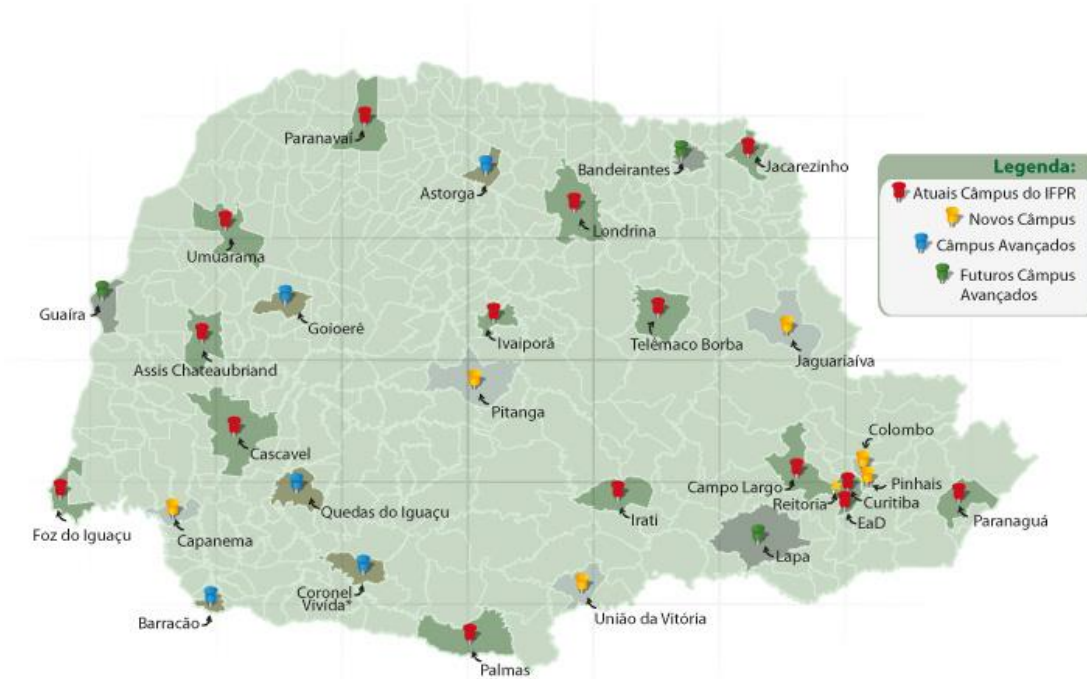 Paranavaí
Astorga
Bandeirantes
Jacarezinho
Legenda:
Atuais Câmpus do IFPR
Novos Câmpus
Câmpus Avançados
Futuros Câmpus
Avançados
Londrina
Umuarama
Guaíra
Goioerê
Ivaiporã
Telêmaco Borba
Jaguariaíva
Assis Chateaubriand
Pitanga
Cascavel
Colombo
Campo Largo
Pinhais
Reitoria
Curitiba
EaD
Paranaguá
Foz do Iguaçu
Capanema
Quedas do Iguaçu
Irati
Lapa
Coronel
Vivída*
Barracão
União da Vitória
Palmas